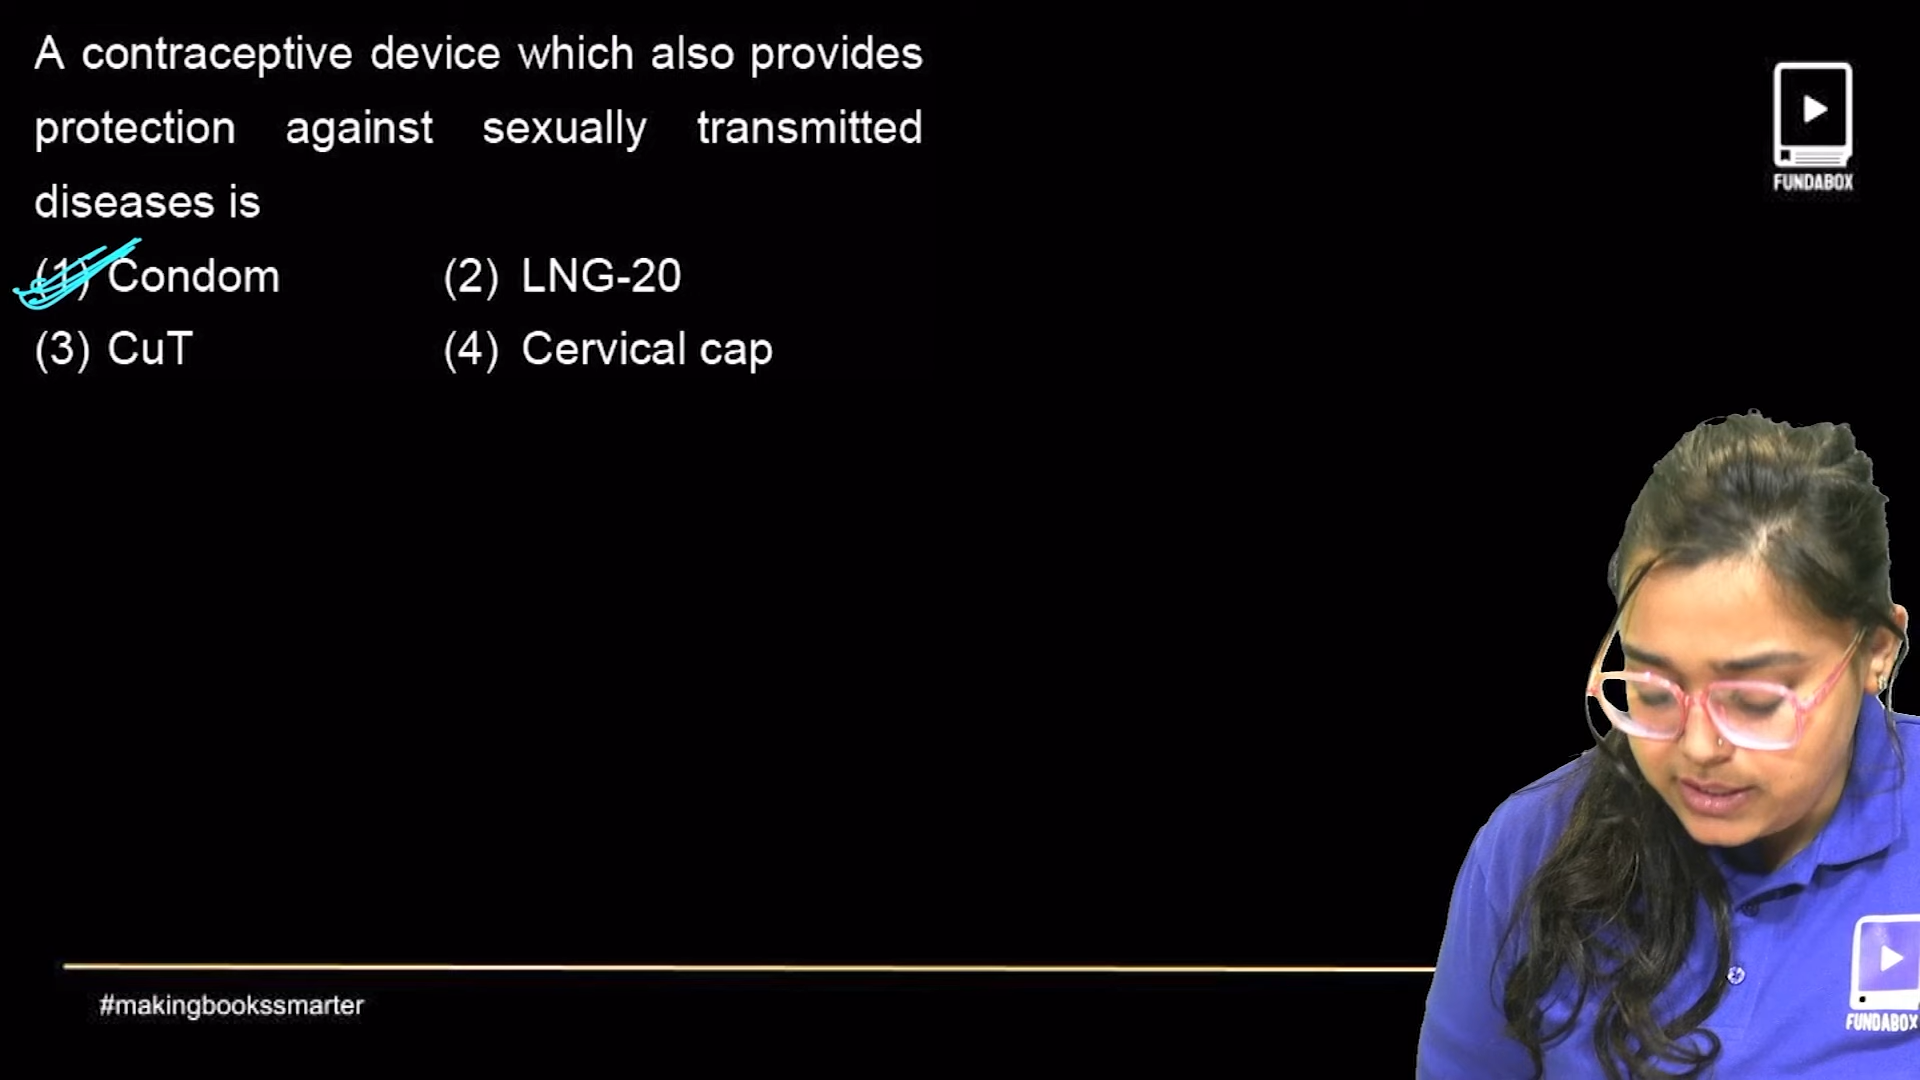 A contraceptive device which also provides
protection against sexually transmitted
diseases is
(1) Condom (2) LNG-20
(3) CuT (4) Cervical cap
FUNDABOX
#makingbookssmarter
FUNDABOX